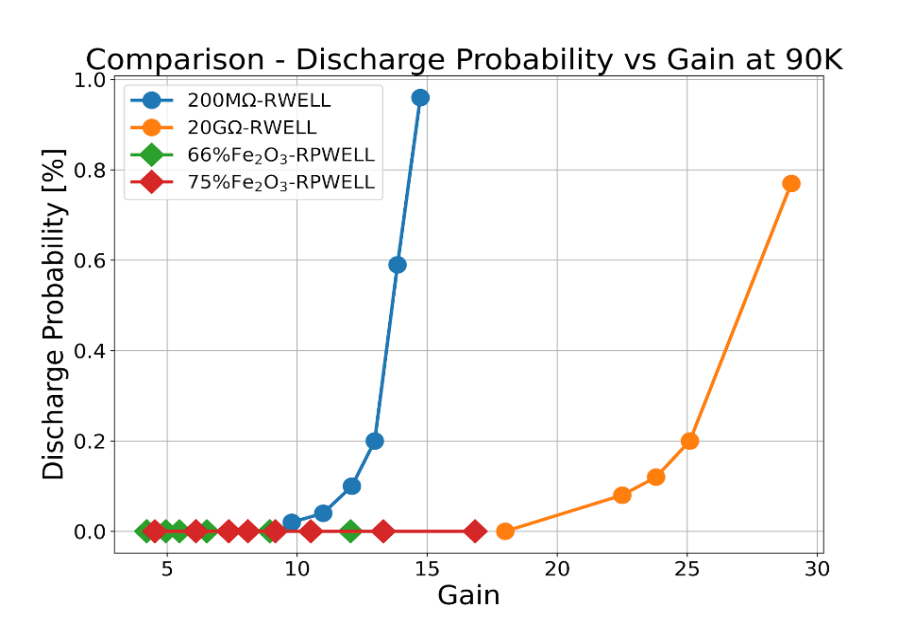 Comparison - Discharge Probability vs Gain at 90K
1.0
0.8
0.6
0.4
0.2
0.0
Discharge Probability [%]
200MΩ-RWELL
20GΩ-RWELL
66%Fe₂O₃-RPWELL
75%Fe₂O₃-RPWELL
5 10 15 20 25 30
Gain